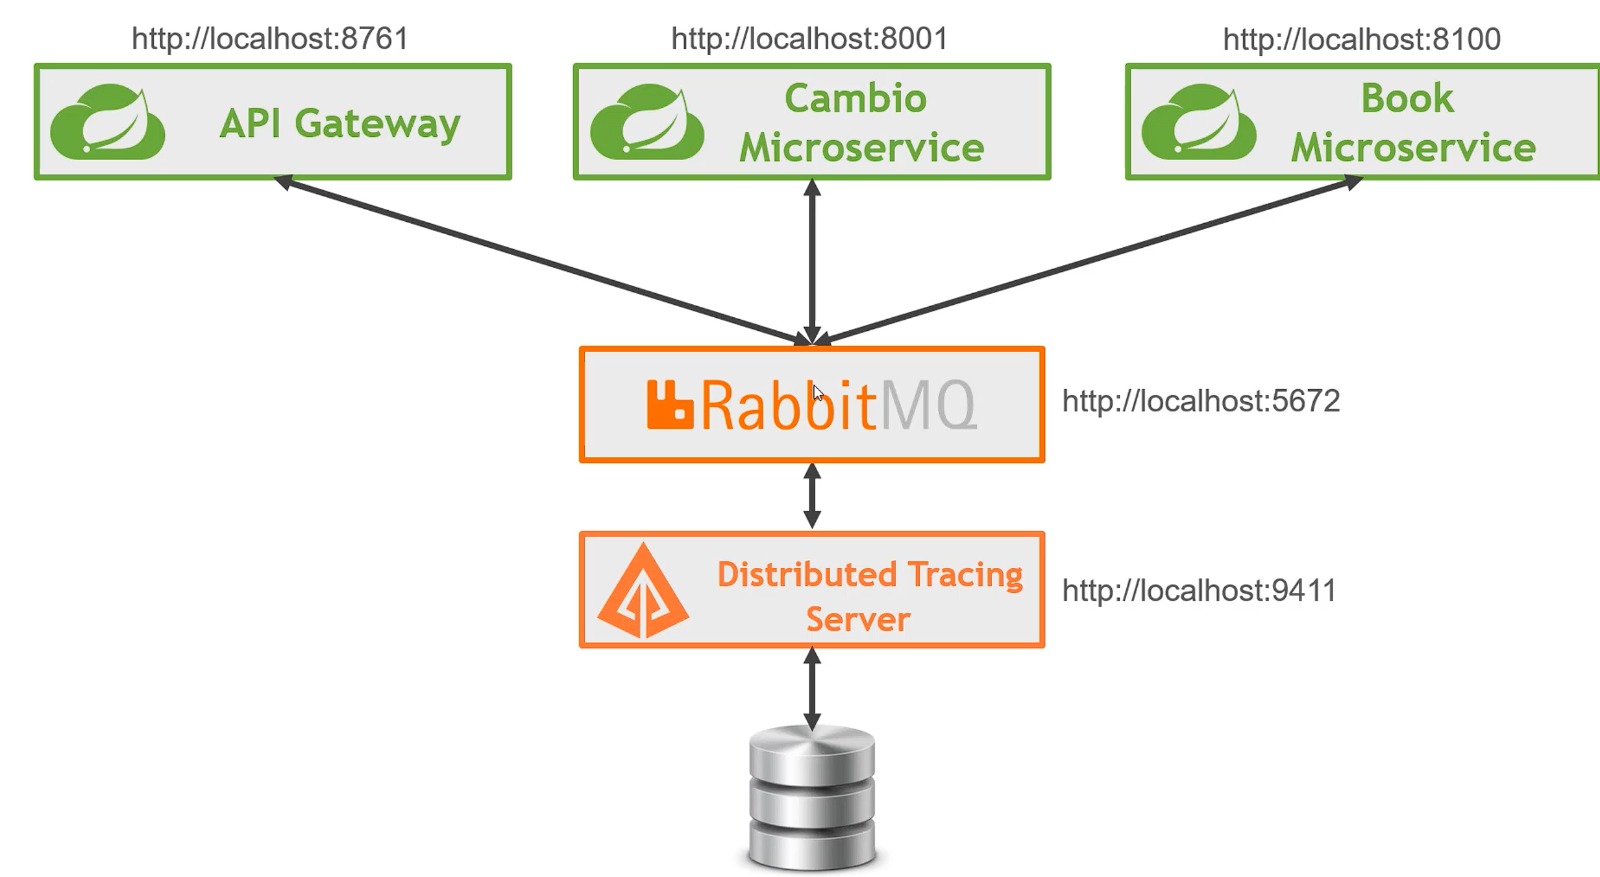 http://localhost:8761
http://localhost:8001
http://localhost:8100
API Gateway
Cambio
Microservice
Book
Microservice
RabbitMQ
http://localhost:5672
Distributed Tracing
Server
http://localhost:9411